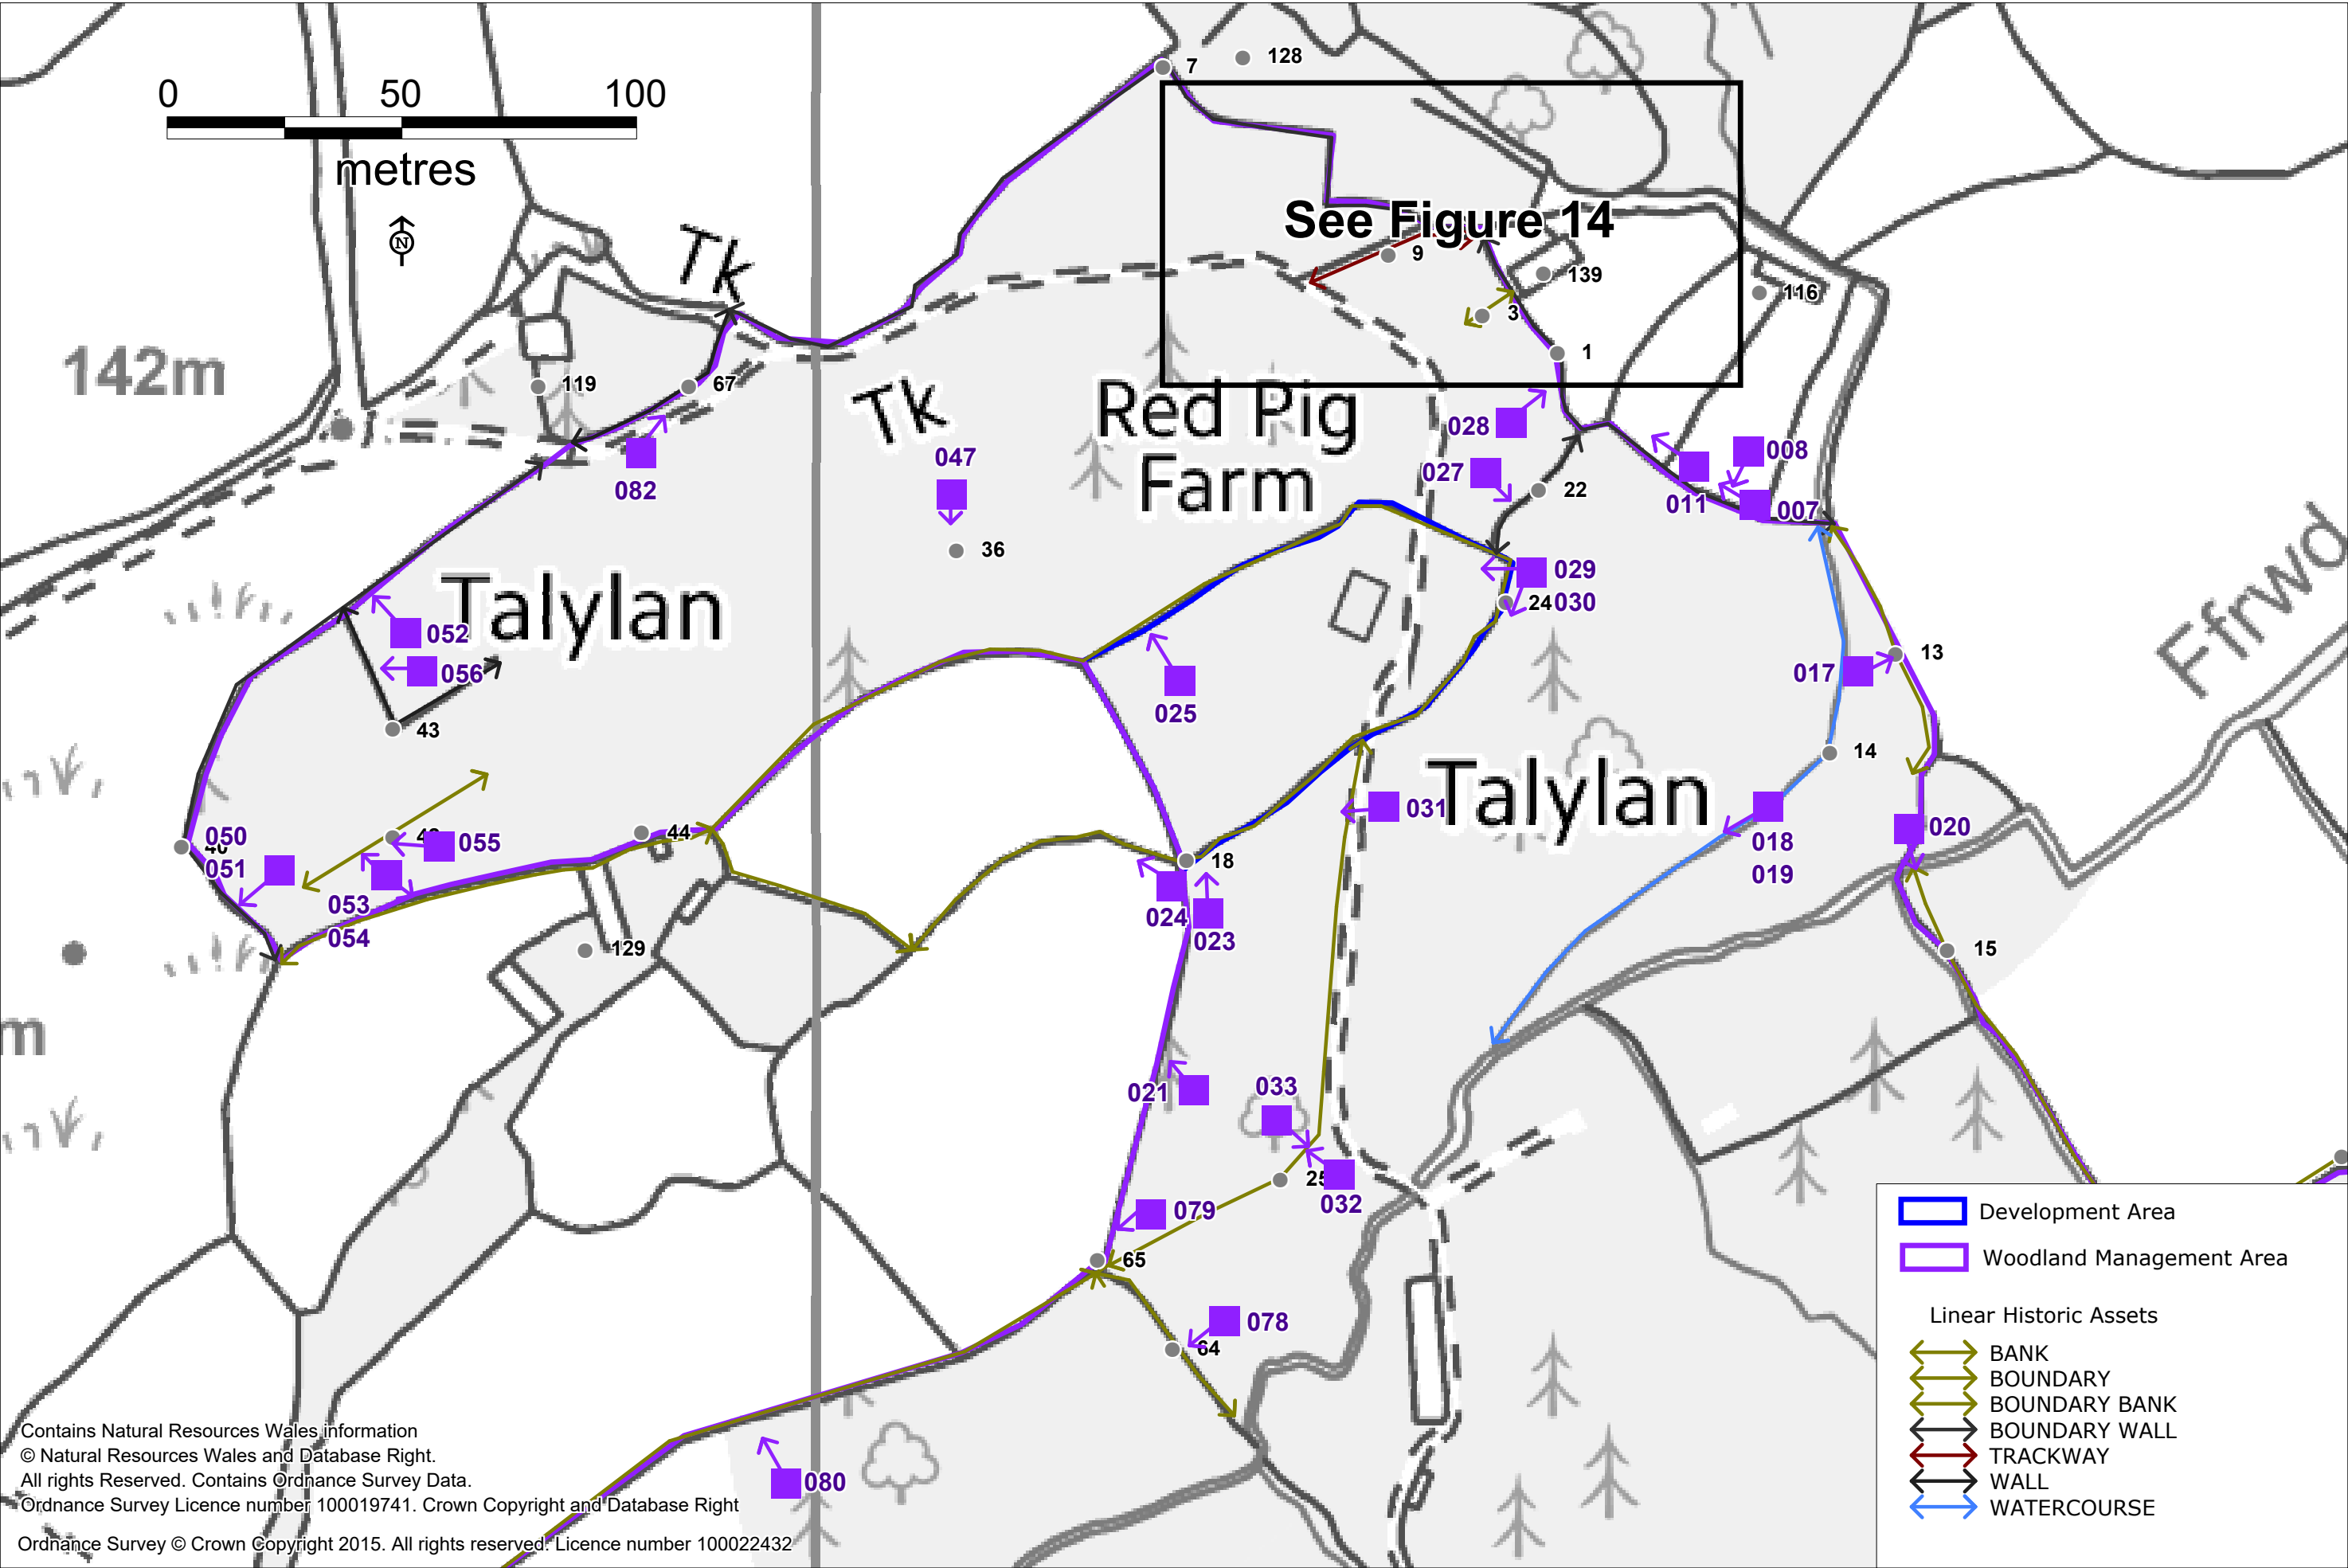 0 50 100
metres
N
7
128
See Figure 14
9
139
3
116
1
Tk
142m
119
67
Tk
Red Pig
Farm
028
008
027
22
011
007
082
047
36
029
24
030
Ffrwd
Talylan
052
056
43
025
017
13
14
Talylan
031
018
019
020
050
051
055
44
053
054
18
024
023
129
15
m
021
033
25
032
079
65
078
64
080
Development Area
Woodland Management Area
Linear Historic Assets
BANK
BOUNDARY
BOUNDARY BANK
BOUNDARY WALL
TRACKWAY
WALL
WATERCOURSE
Contains Natural Resources Wales information
© Natural Resources Wales and Database Right.
All rights Reserved. Contains Ordnance Survey Data.
Ordnance Survey Licence number 100019741. Crown Copyright and Database Right
Ordnance Survey © Crown Copyright 2015. All rights reserved. Licence number 100022432